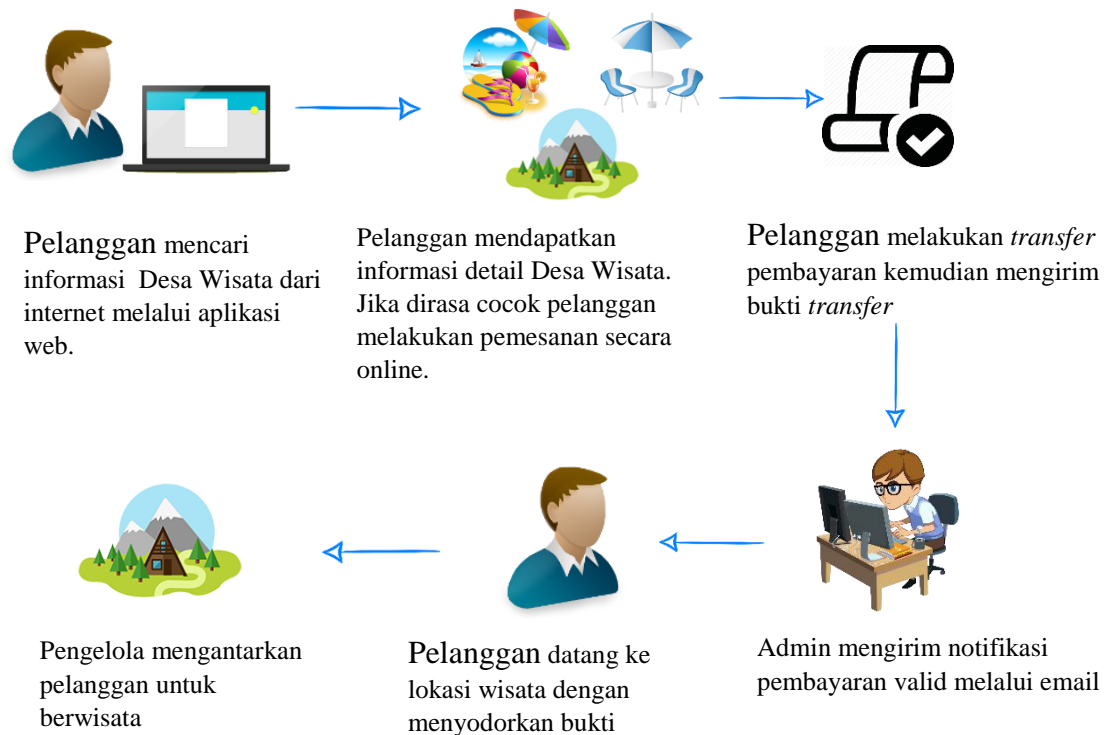 Pelanggan mencari
informasi Desa Wisata dari
internet melalui aplikasi
web.
Pelanggan mendapatkan
informasi detail Desa Wisata.
Jika dirasa cocok pelanggan
melakukan pemesanan secara
online.
Pelanggan melakukan transfer
pembayaran kemudian mengirim
bukti transfer
Admin mengirim notifikasi
pembayaran valid melalui email
Pelanggan datang ke
lokasi wisata dengan
menyodorkan bukti
Pengelola mengantarkan
pelanggan untuk
berwisata